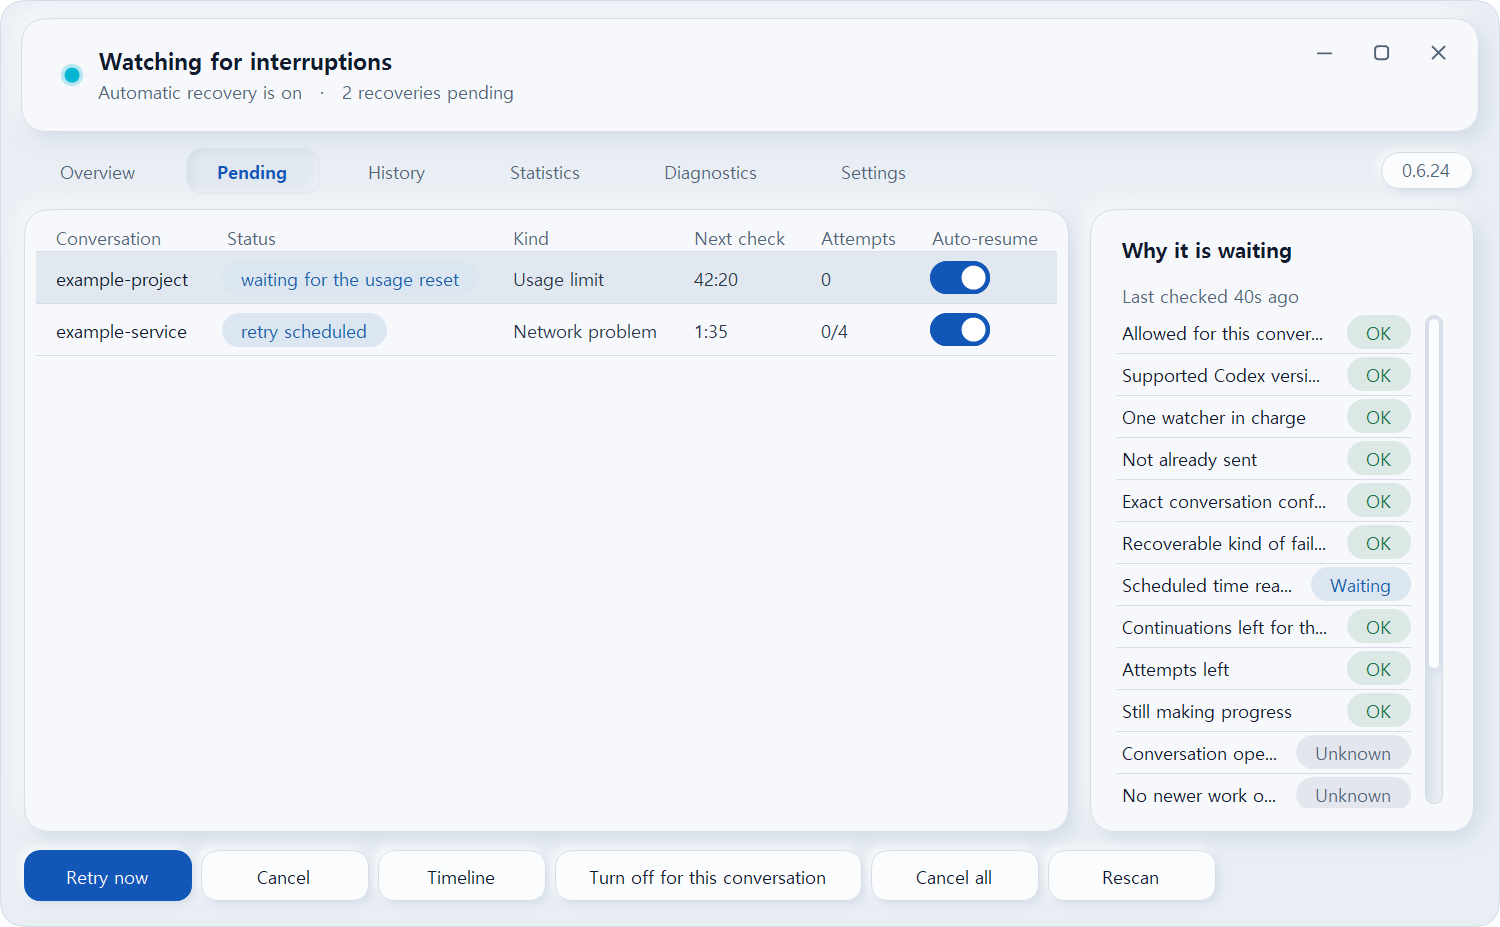 Watching for interruptions
Automatic recovery is on · 2 recoveries pending
Overview Pending History Statistics Diagnostics Settings 0.6.24
Conversation Status Kind Next check Attempts Auto-resume
example-project waiting for the usage reset Usage limit 42:20 0
example-service retry scheduled Network problem 1:35 0/4
Why it is waiting
Last checked 40s ago
Allowed for this conver... OK
Supported Codex versi... OK
One watcher in charge OK
Not already sent OK
Exact conversation conf... OK
Recoverable kind of fail... OK
Scheduled time rea... Waiting
Continuations left for th... OK
Attempts left OK
Still making progress OK
Conversation ope... Unknown
No newer work o... Unknown
Retry now Cancel Timeline Turn off for this conversation Cancel all Rescan